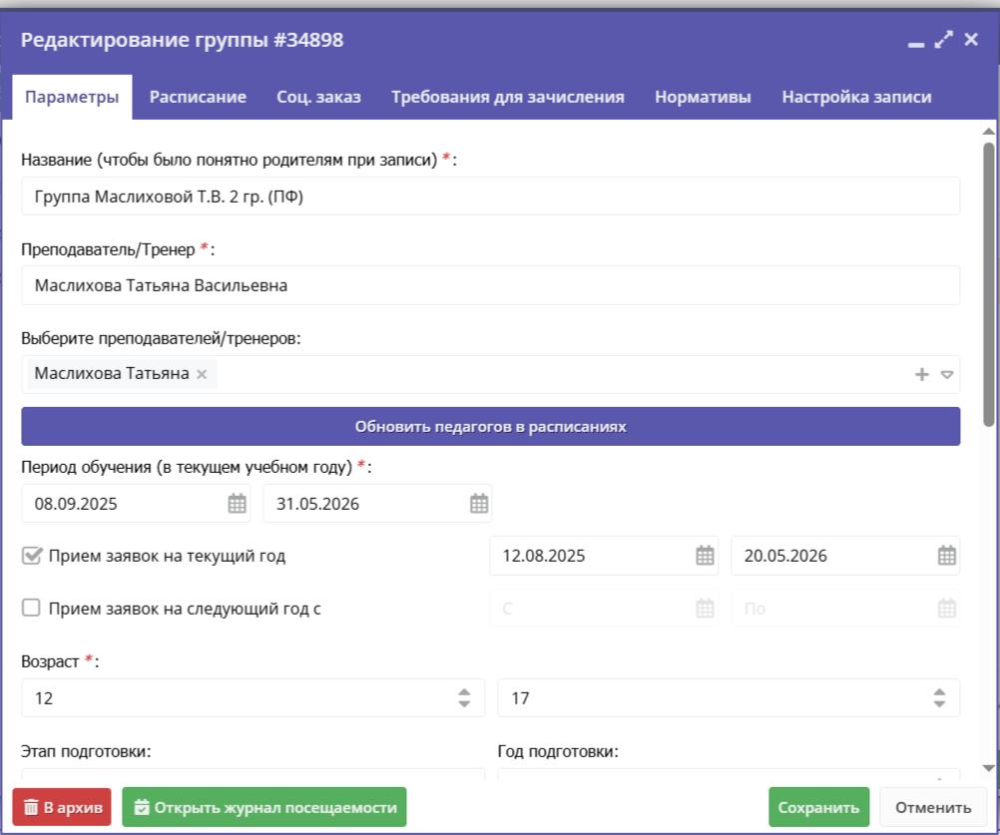 Редактирование группы #34898
Параметры Расписание Соц. заказ Требования для зачисления Нормативы Настройка записи
Название (чтобы было понятно родителям при записи) *:
Группа Маслиховой Т.В. 2 гр. (ПФ)
Преподаватель/Тренер *:
Маслихова Татьяна Васильевна
Выберите преподавателей/тренеров:
Маслихова Татьяна
Обновить педагогов в расписаниях
Период обучения (в текущем учебном году) *:
08.09.2025 31.05.2026
Прием заявок на текущий год 12.08.2025 20.05.2026
Прием заявок на следующий год с С По
Возраст *:
12 17
Этап подготовки: Год подготовки:
В архив Открыть журнал посещаемости Сохранить Отменить